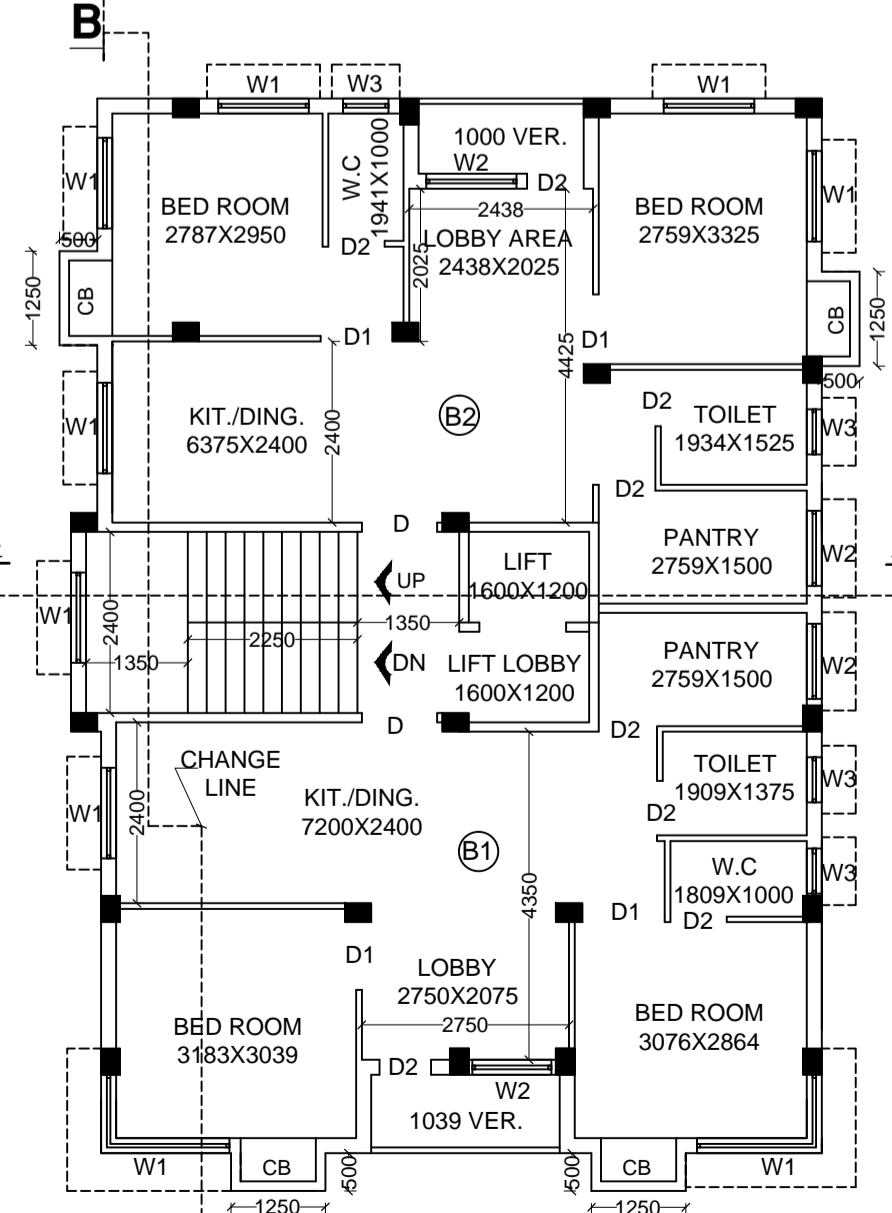 B
W1
W3
W1
1000 VER.
W2
D2
W.C
1941X1000
W1
W1
BED ROOM
2787X2950
2438
BED ROOM
2759X3325
500
D2
LOBBY AREA
2438X2025
2025
1250
CB
CB
1250
D1
D1
4425
500
W1
KIT./DING.
6375X2400
2400
B2
D2
TOILET
1934X1525
W3
D2
D
PANTRY
2759X1500
W2
LIFT
1600X1200
UP
W1
2400
1350
2250
1350
DN
LIFT LOBBY
1600X1200
PANTRY
2759X1500
W2
D
D2
CHANGE
LINE
TOILET
1909X1375
W3
W1
2400
KIT./DING.
7200X2400
D2
B1
W.C
1809X1000
W3
4350
D1
D2
D1
LOBBY
2750X2075
2750
BED ROOM
3183X3039
BED ROOM
3076X2864
D2
W2
1039 VER.
W1
CB
500
500
CB
W1
1250
1250